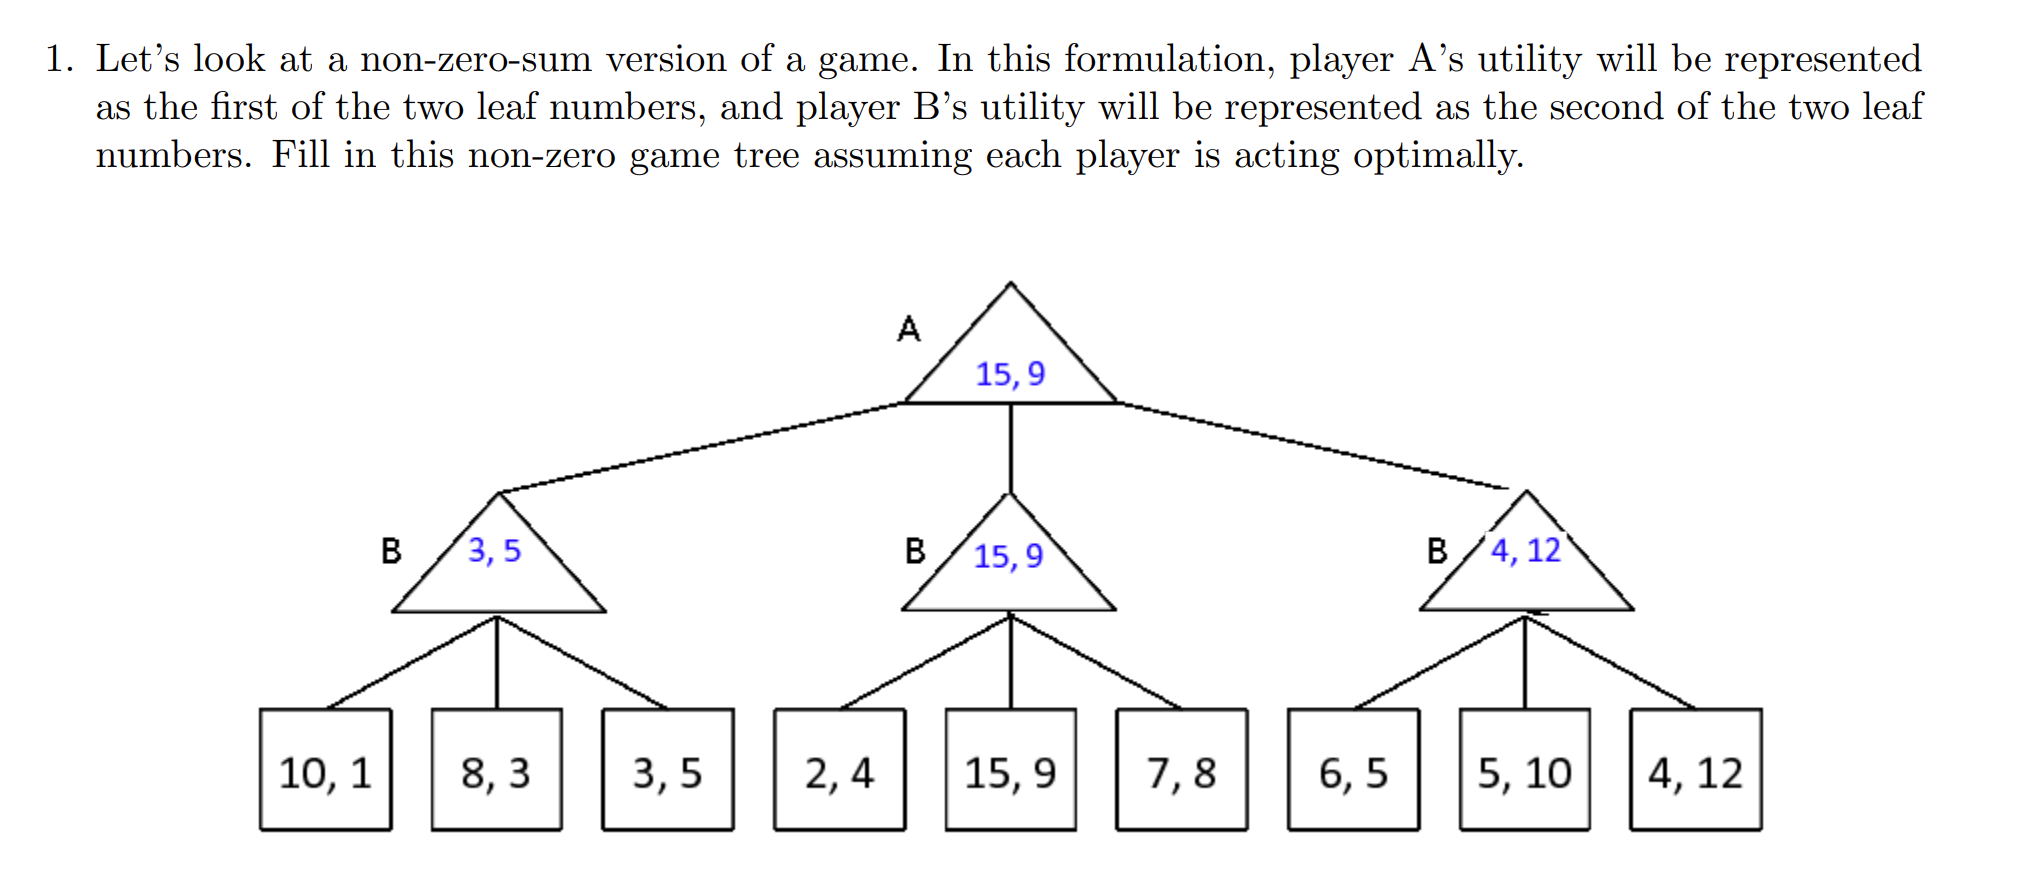 1. Let's look at a non-zero-sum version of a game. In this formulation, player A's utility will be represented
as the first of the two leaf numbers, and player B's utility will be represented as the second of the two leaf
numbers. Fill in this non-zero game tree assuming each player is acting optimally.
A
15, 9
B 3, 5 B 15, 9 B 4, 12
10, 1 8, 3 3, 5 2, 4 15, 9 7, 8 6, 5 5, 10 4, 12